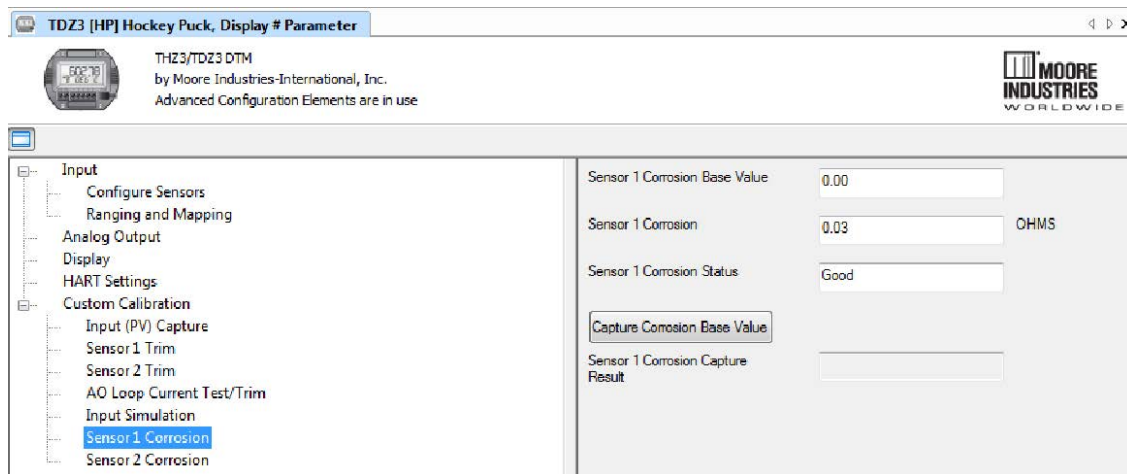 TDZ3 [HP] Hockey Puck, Display # Parameter
THZ3/TDZ3 DTM
by Moore Industries-International, Inc.
Advanced Configuration Elements are in use
MOORE
INDUSTRIES
WORLDWIDE
Input
Configure Sensors
Ranging and Mapping
Analog Output
Display
HART Settings
Custom Calibration
Input (PV) Capture
Sensor 1 Trim
Sensor 2 Trim
AO Loop Current Test/Trim
Input Simulation
Sensor 1 Corrosion
Sensor 2 Corrosion
Sensor 1 Corrosion Base Value 0.00
Sensor 1 Corrosion 0.03 OHMS
Sensor 1 Corrosion Status Good
Capture Corrosion Base Value
Sensor 1 Corrosion Capture
Result